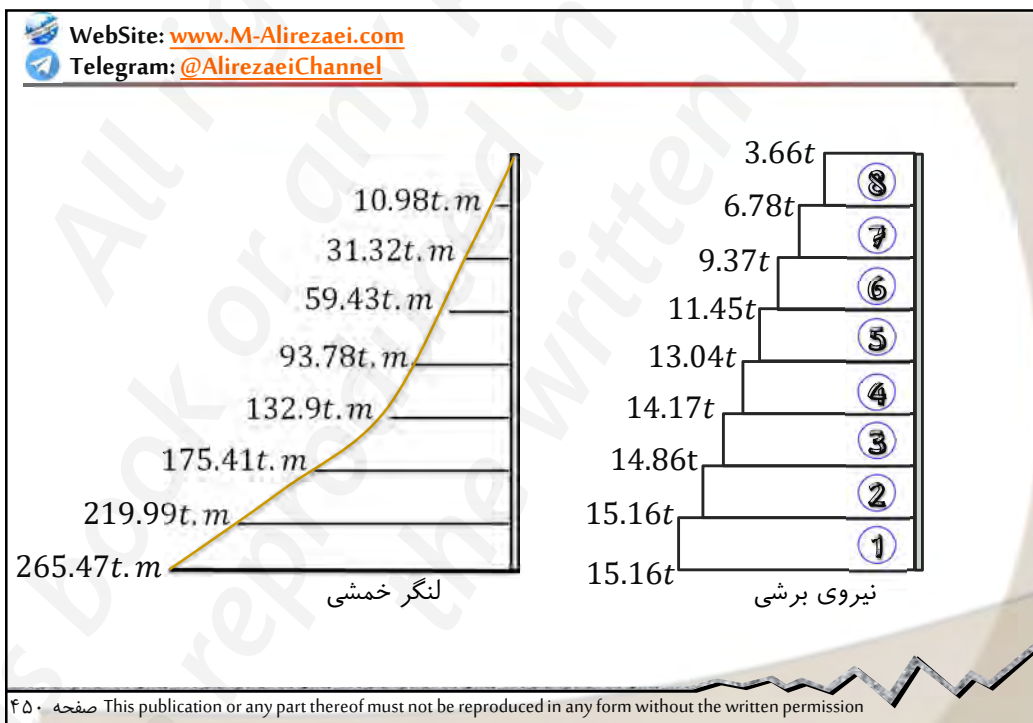 WebSite: www.M-Alirezaei.com
Telegram: @AlirezaeiChannel
10.98t.m
31.32t.m
59.43t.m
93.78t.m
132.9t.m
175.41t.m
219.99t.m
265.47t.m
لنگر خمشی
3.66t
8
6.78t
7
9.37t
6
11.45t
5
13.04t
4
14.17t
3
14.86t
2
15.16t
1
15.16t
نیروی برشی
صفحه ۴۵۰ This publication or any part thereof must not be reproduced in any form without the written permission